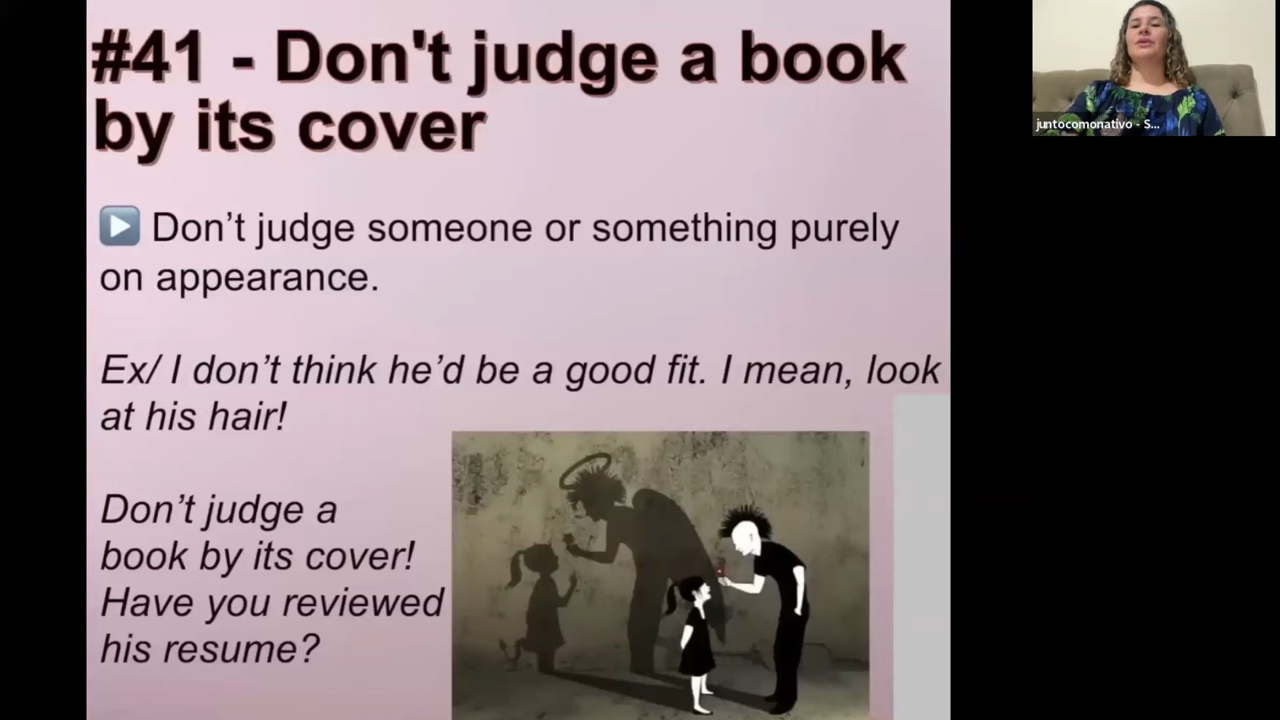 #41 - Don't judge a book
by its cover
Don’t judge someone or something purely
on appearance.
Ex/ I don’t think he’d be a good fit. I mean, look
at his hair!
Don’t judge a
book by its cover!
Have you reviewed
his resume?
juntocomonativo - S...